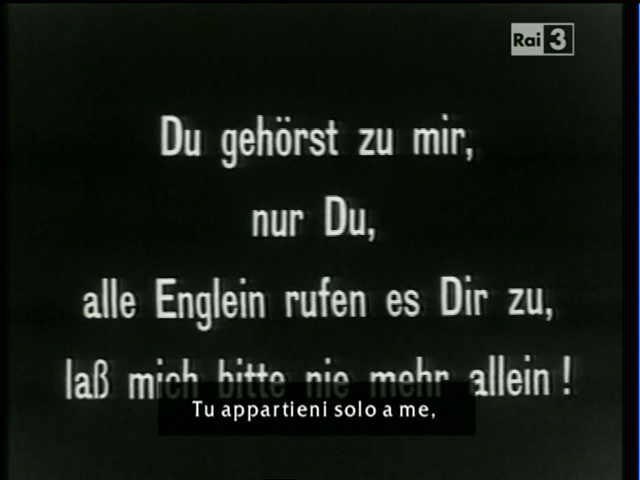 Rai 3
Du gehörst zu mir,
nur Du,
alle Englein rufen es Dir zu,
laß mich bitte nie mehr allein !
Tu appartieni solo a me,